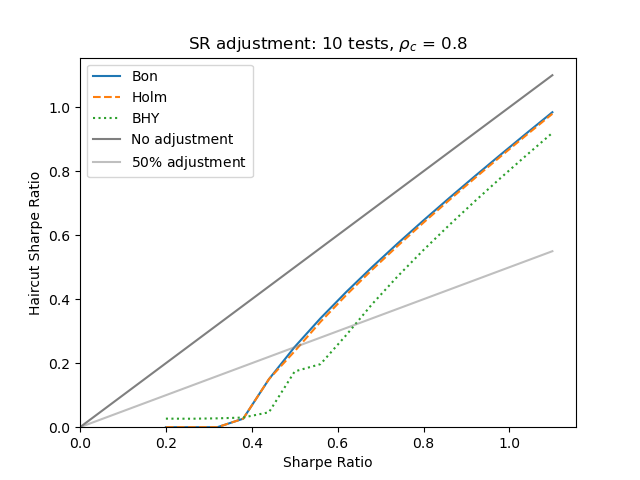 SR adjustment: 10 tests, ρc = 0.8
Bon
Holm
BHY
No adjustment
50% adjustment
Haircut Sharpe Ratio
1.0
0.8
0.6
0.4
0.2
0.0
0.0 0.2 0.4 0.6 0.8 1.0
Sharpe Ratio